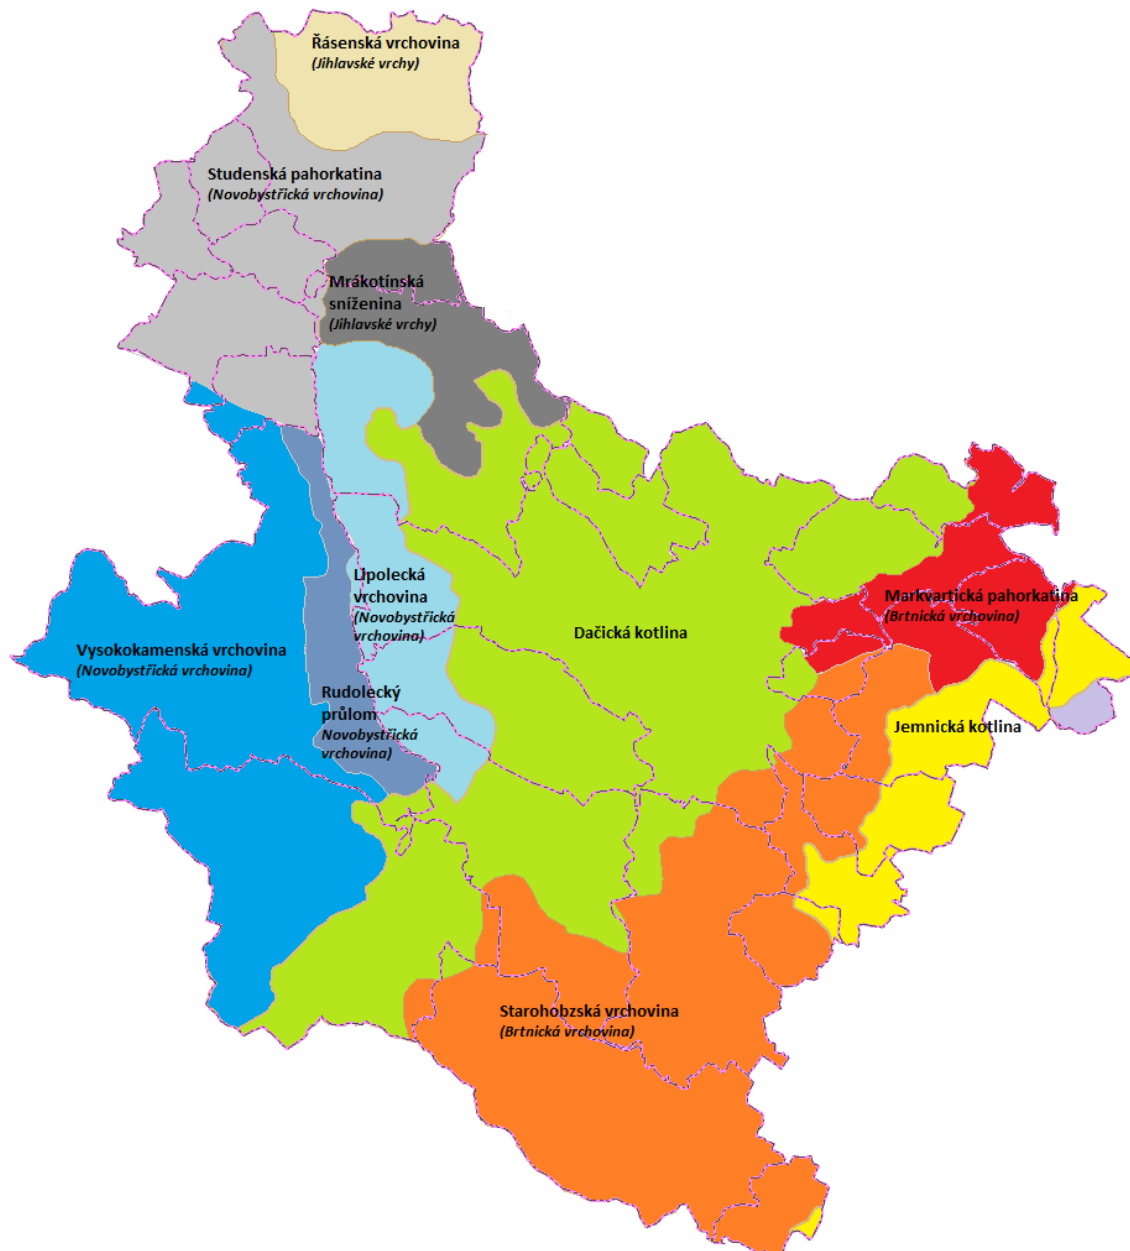 Řásenská vrchovina
(Jihlavské vrchy)
Studenská pahorkatina
(Novobystřická vrchovina)
Mrákotínská
sníženina
(Jihlavské vrchy)
Lipolecká
vrchovina
(Novobystřická
vrchovina)
Markvartická pahorkatina
(Brtnická vrchovina)
Dačická kotlina
Vysokokamenská vrchovina
(Novobystřická vrchovina)
Rudolecký
průlom
Novobystřická
vrchovina)
Jemnická kotlina
Starohobzská vrchovina
(Brtnická vrchovina)